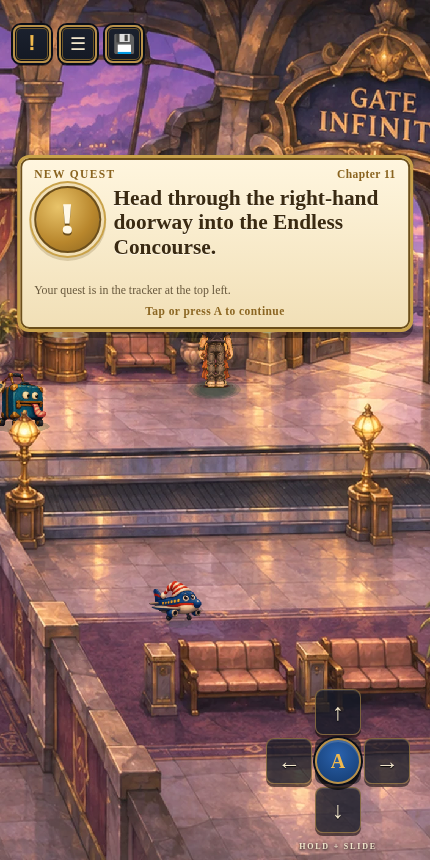 GATE
INFINIT
NEW QUEST
Chapter 11
!
Head through the right-hand
doorway into the Endless
Concourse.
Your quest is in the tracker at the top left.
Tap or press A to continue
A
HOLD + SLIDE